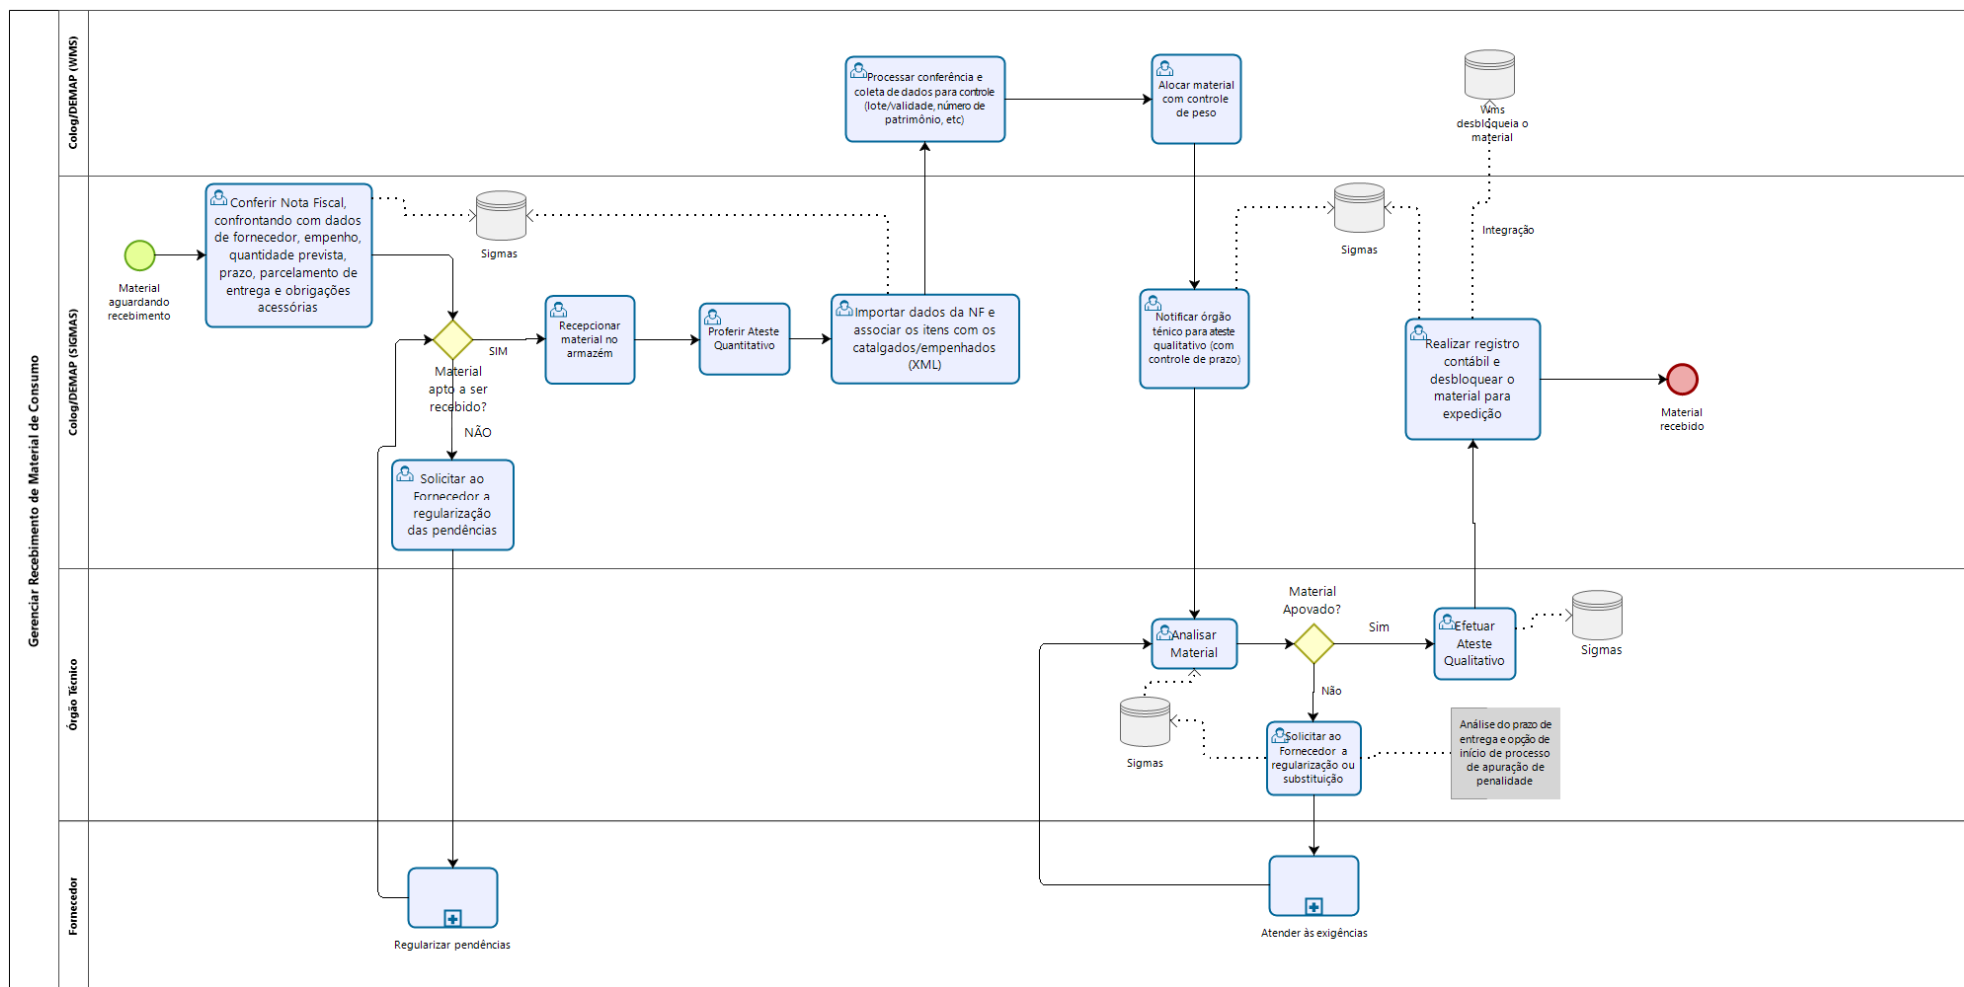 Gerenciar Recebimento de Material de Consumo
Colog/DEMAP (WMS)
Processar conferência e
coleta de dados para controle
(lote/validade, número de
patrimônio, etc)
Alocar material
com controle
de peso
Wms
desbloqueia o
material
Colog/DEMAP (SIGMAS)
Material
aguardando
recebimento
Conferir Nota Fiscal,
confrontando com dados
de fornecedor, empenho,
quantidade prevista,
prazo, parcelamento de
entrega e obrigações
acessórias
Sigmas
Material
apto a ser
recebido?
SIM
NÃO
Recepcionar
material no
armazém
Proferir Ateste
Quantitativo
Importar dados da NF e
associar os itens com os
catalgados/empenhados
(XML)
Solicitar ao
Fornecedor a
regularização
das pendências
Notificar órgão
ténico para ateste
qualitativo (com
controle de prazo)
Sigmas
Integração
Realizar registro
contábil e
desbloquear o
material para
expedição
Material
recebido
Órgão Técnico
Analisar
Material
Material
Apovado?
Sim
Não
Efetuar
Ateste
Qualitativo
Sigmas
Sigmas
Solicitar ao
Fornecedor a
regularização ou
substituição
Análise do prazo de
entrega e opção de
início de processo
de apuração de
penalidade
Fornecedor
Regularizar pendências
Atender às exigências